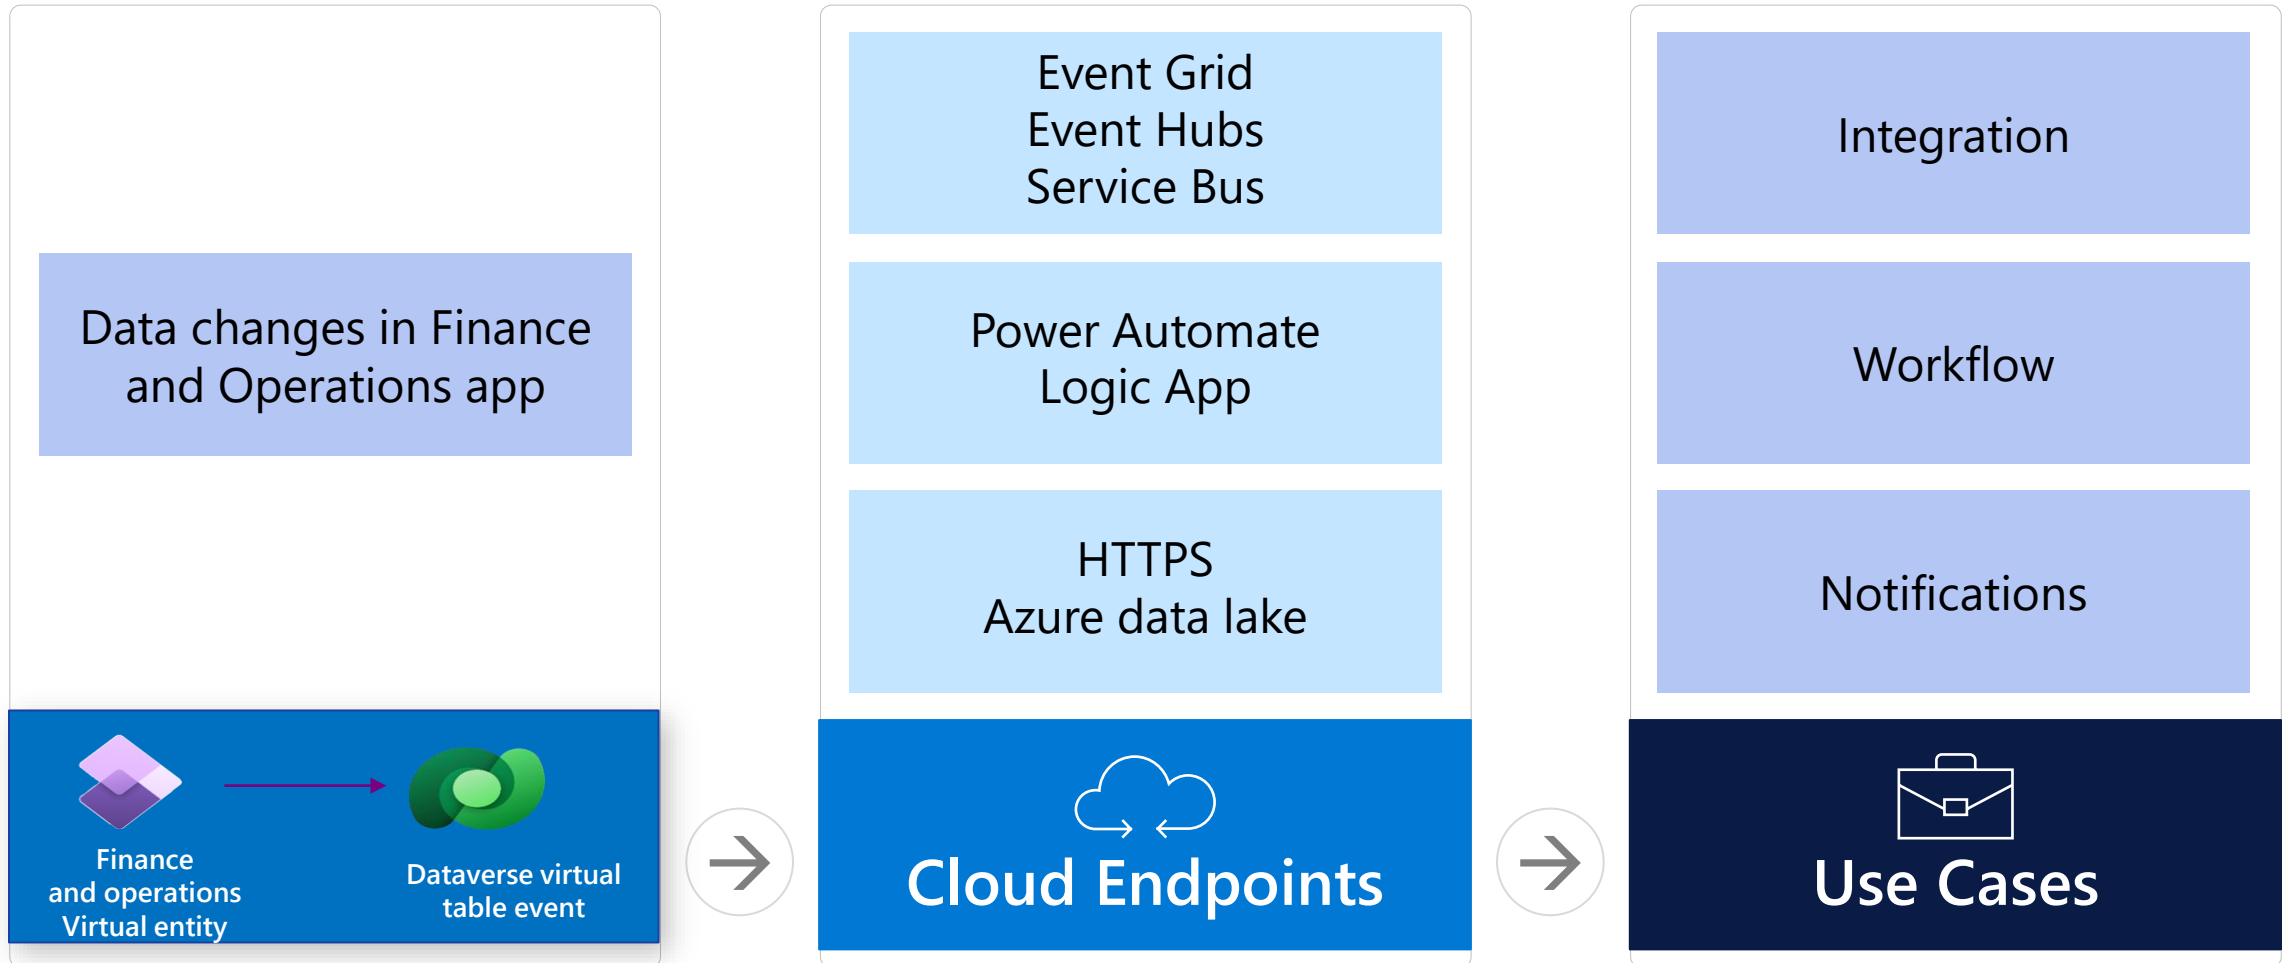 Data changes in Finance
and Operations app
Finance
and operations
Virtual entity
Dataverse virtual
table event
Event Grid
Event Hubs
Service Bus
Power Automate
Logic App
HTTPS
Azure data lake
Cloud Endpoints
Integration
Workflow
Notifications
Use Cases